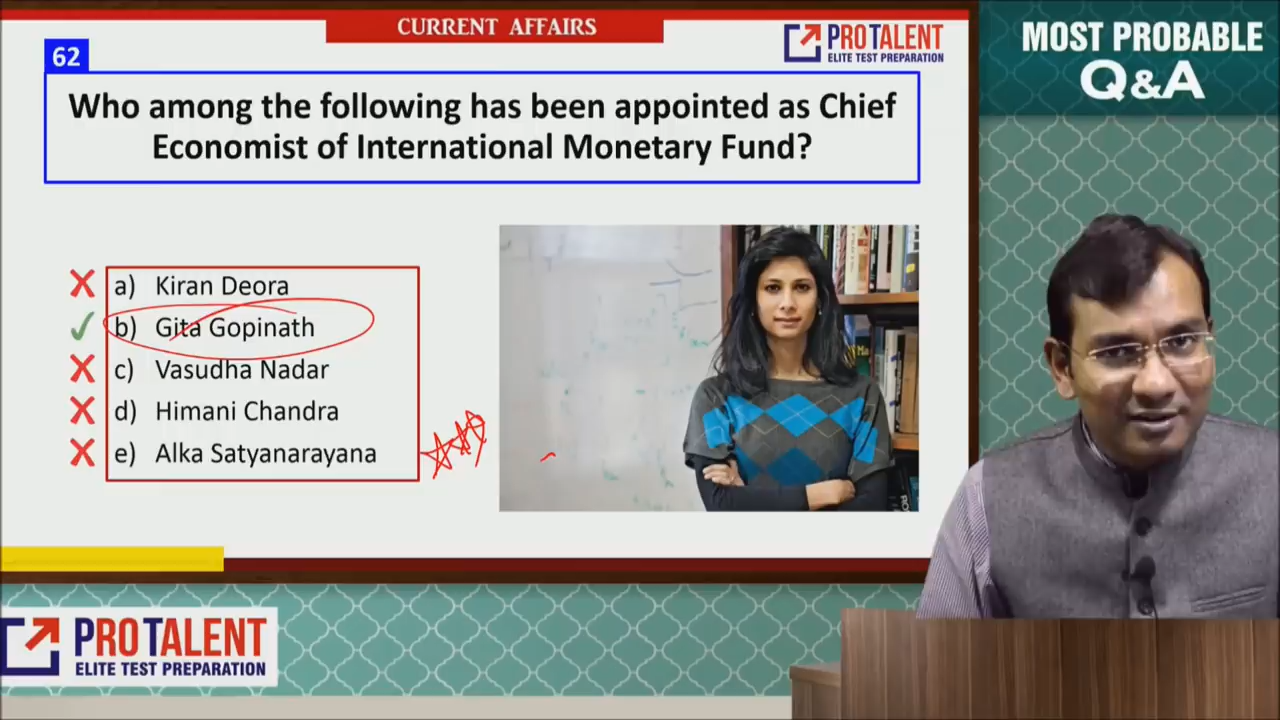 CURRENT AFFAIRS
PROTALENT
ELITE TEST PREPARATION
MOST PROBABLE
Q&A
62
Who among the following has been appointed as Chief
Economist of International Monetary Fund?
a) Kiran Deora
b) Gita Gopinath
c) Vasudha Nadar
d) Himani Chandra
e) Alka Satyanarayana
PROTALENT
ELITE TEST PREPARATION